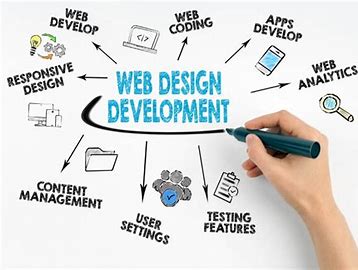 WEB
DEVELOP
WEB
CODING
APPS
DEVELOP
RESPONSIVE
DESIGN
WEB DESIGN
DEVELOPMENT
WEB
ANALYTICS
CONTENT
MANAGEMENT
USER
SETTINGS
TESTING
FEATURES